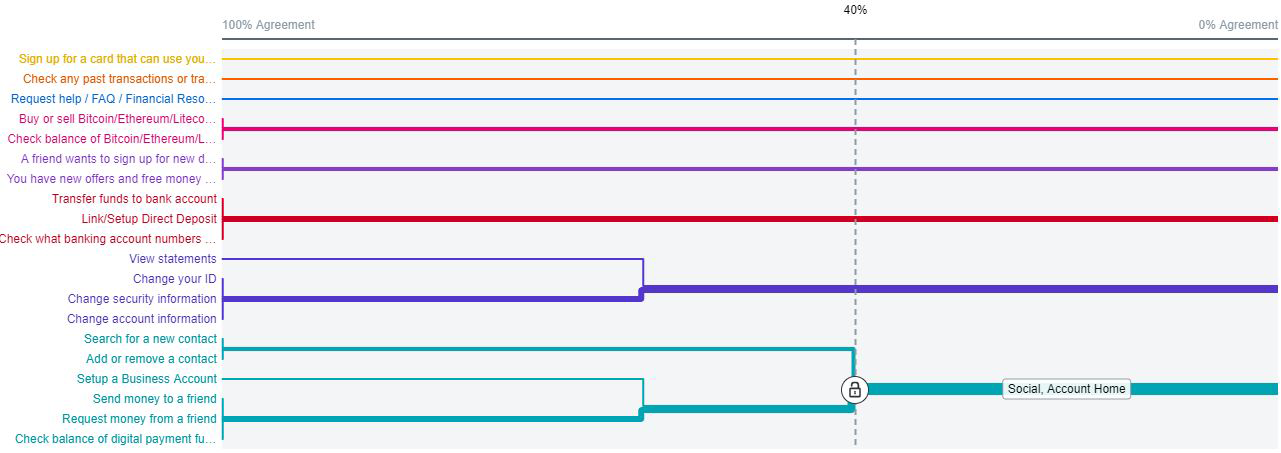 40%
100% Agreement
0% Agreement
Sign up for a card that can use you...
Check any past transactions or tra...
Request help / FAQ / Financial Reso...
Buy or sell Bitcoin/Ethereum/Liteco...
Check balance of Bitcoin/Ethereum/L...
A friend wants to sign up for new d...
You have new offers and free money ...
Transfer funds to bank account
Link/Setup Direct Deposit
Check what banking account numbers ...
View statements
Change your ID
Change security information
Change account information
Search for a new contact
Add or remove a contact
Setup a Business Account
Social, Account Home
Send money to a friend
Request money from a friend
Check balance of digital payment fu...